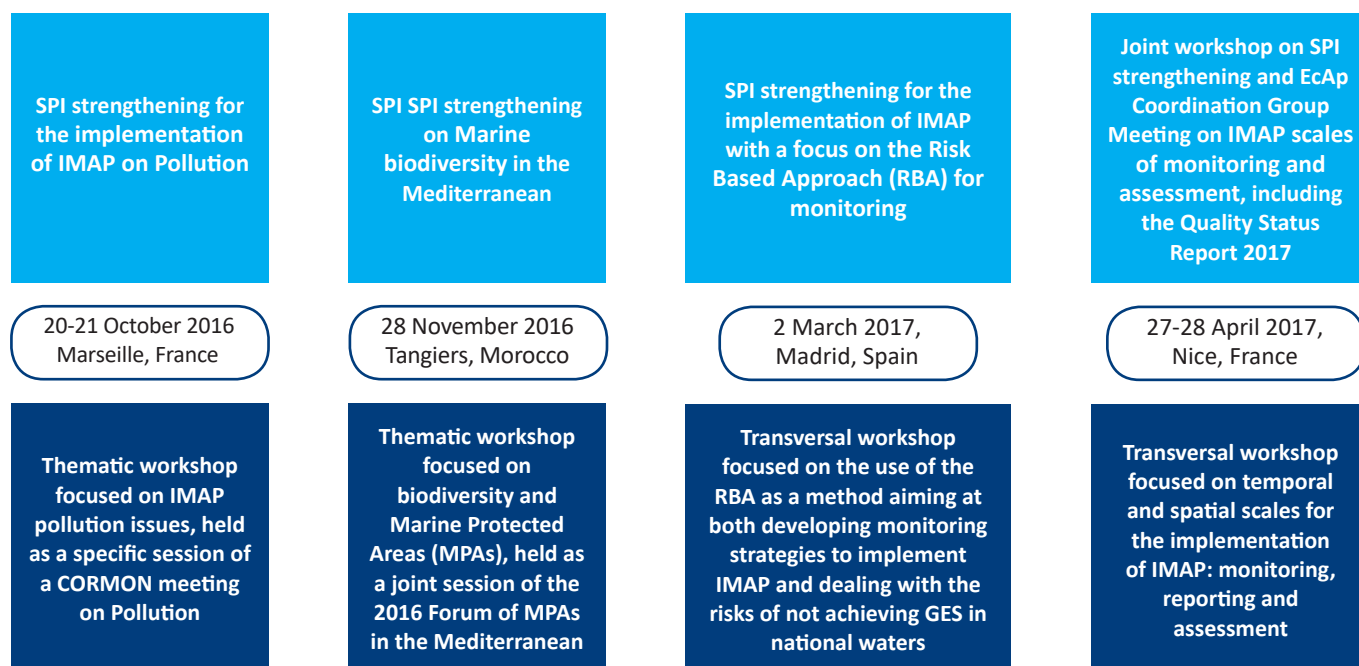 SPI strengthening for
the implementation
of IMAP on Pollution
20-21 October 2016
Marseille, France
Thematic workshop
focused on IMAP
pollution issues, held
as a specific session of
a CORMON meeting
on Pollution
SPI SPI strengthening
on Marine
biodiversity in the
Mediterranean
28 November 2016
Tangiers, Morocco
Thematic workshop
focused on
biodiversity and
Marine Protected
Areas (MPAs), held as
a joint session of the
2016 Forum of MPAs
in the Mediterranean
SPI strengthening for the
implementation of IMAP
with a focus on the Risk
Based Approach (RBA) for
monitoring
2 March 2017,
Madrid, Spain
Transversal workshop
focused on the use of the
RBA as a method aiming at
both developing monitoring
strategies to implement
IMAP and dealing with the
risks of not achieving GES in
national waters
Joint workshop on SPI
strengthening and EcAp
Coordination Group
Meeting on IMAP scales
of monitoring and
assessment, including
the Quality Status
Report 2017
27-28 April 2017,
Nice, France
Transversal workshop
focused on temporal
and spatial scales for
the implementation
of IMAP: monitoring,
reporting and
assessment